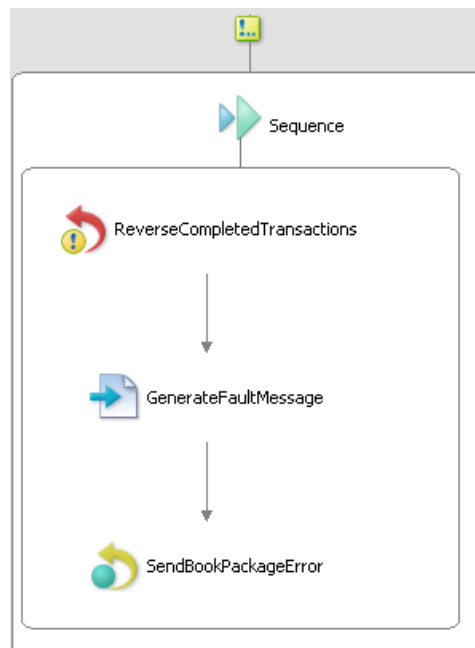 Sequence
ReverseCompletedTransactions
GenerateFaultMessage
SendBookPackageError